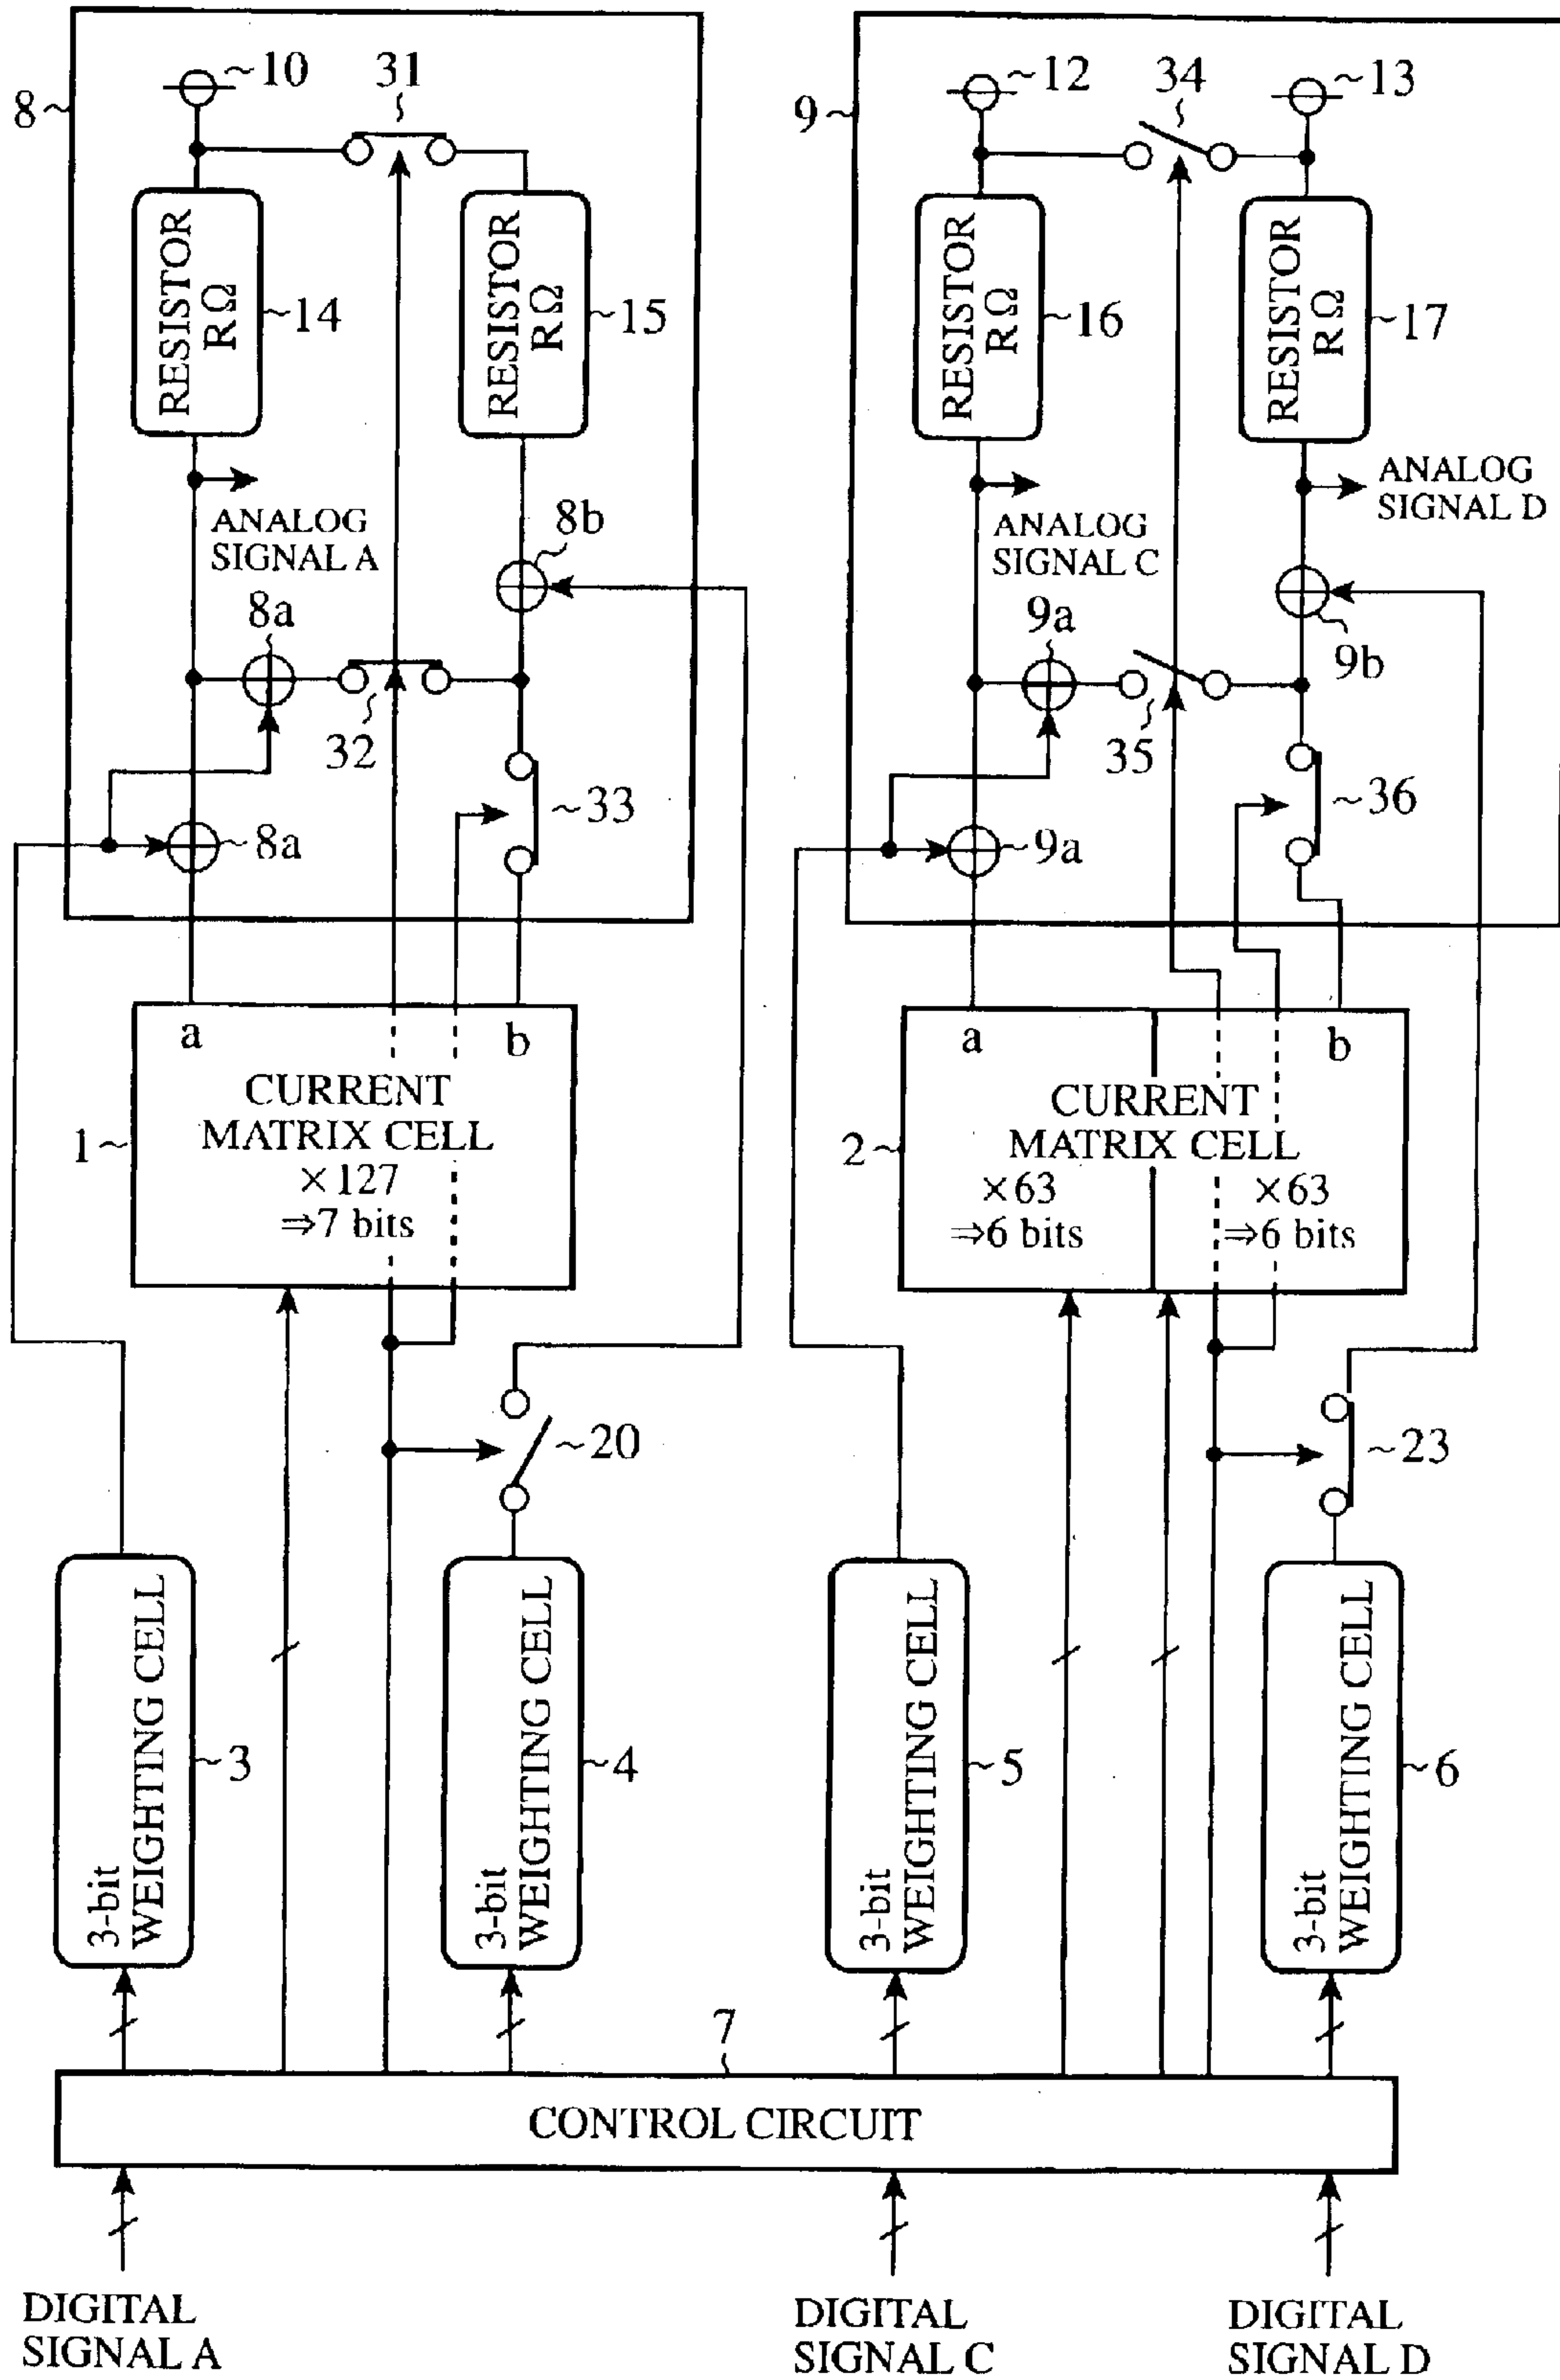 8
10
31
RESISTOR
RΩ
14
RESISTOR
RΩ
15
ANALOG
SIGNAL A
8b
8a
32
33
8a
9
12
34
13
RESISTOR
RΩ
16
RESISTOR
RΩ
17
ANALOG
SIGNAL C
ANALOG
SIGNAL D
9a
9b
35
36
9a
1
a
b
CURRENT
MATRIX CELL
×127
⇒7 bits
2
a
b
CURRENT
MATRIX CELL
×63
⇒6 bits
×63
⇒6 bits
20
23
3-bit
WEIGHTING CELL
3
3-bit
WEIGHTING CELL
4
3-bit
WEIGHTING CELL
5
3-bit
WEIGHTING CELL
6
7
CONTROL CIRCUIT
DIGITAL
SIGNAL A
DIGITAL
SIGNAL C
DIGITAL
SIGNAL D